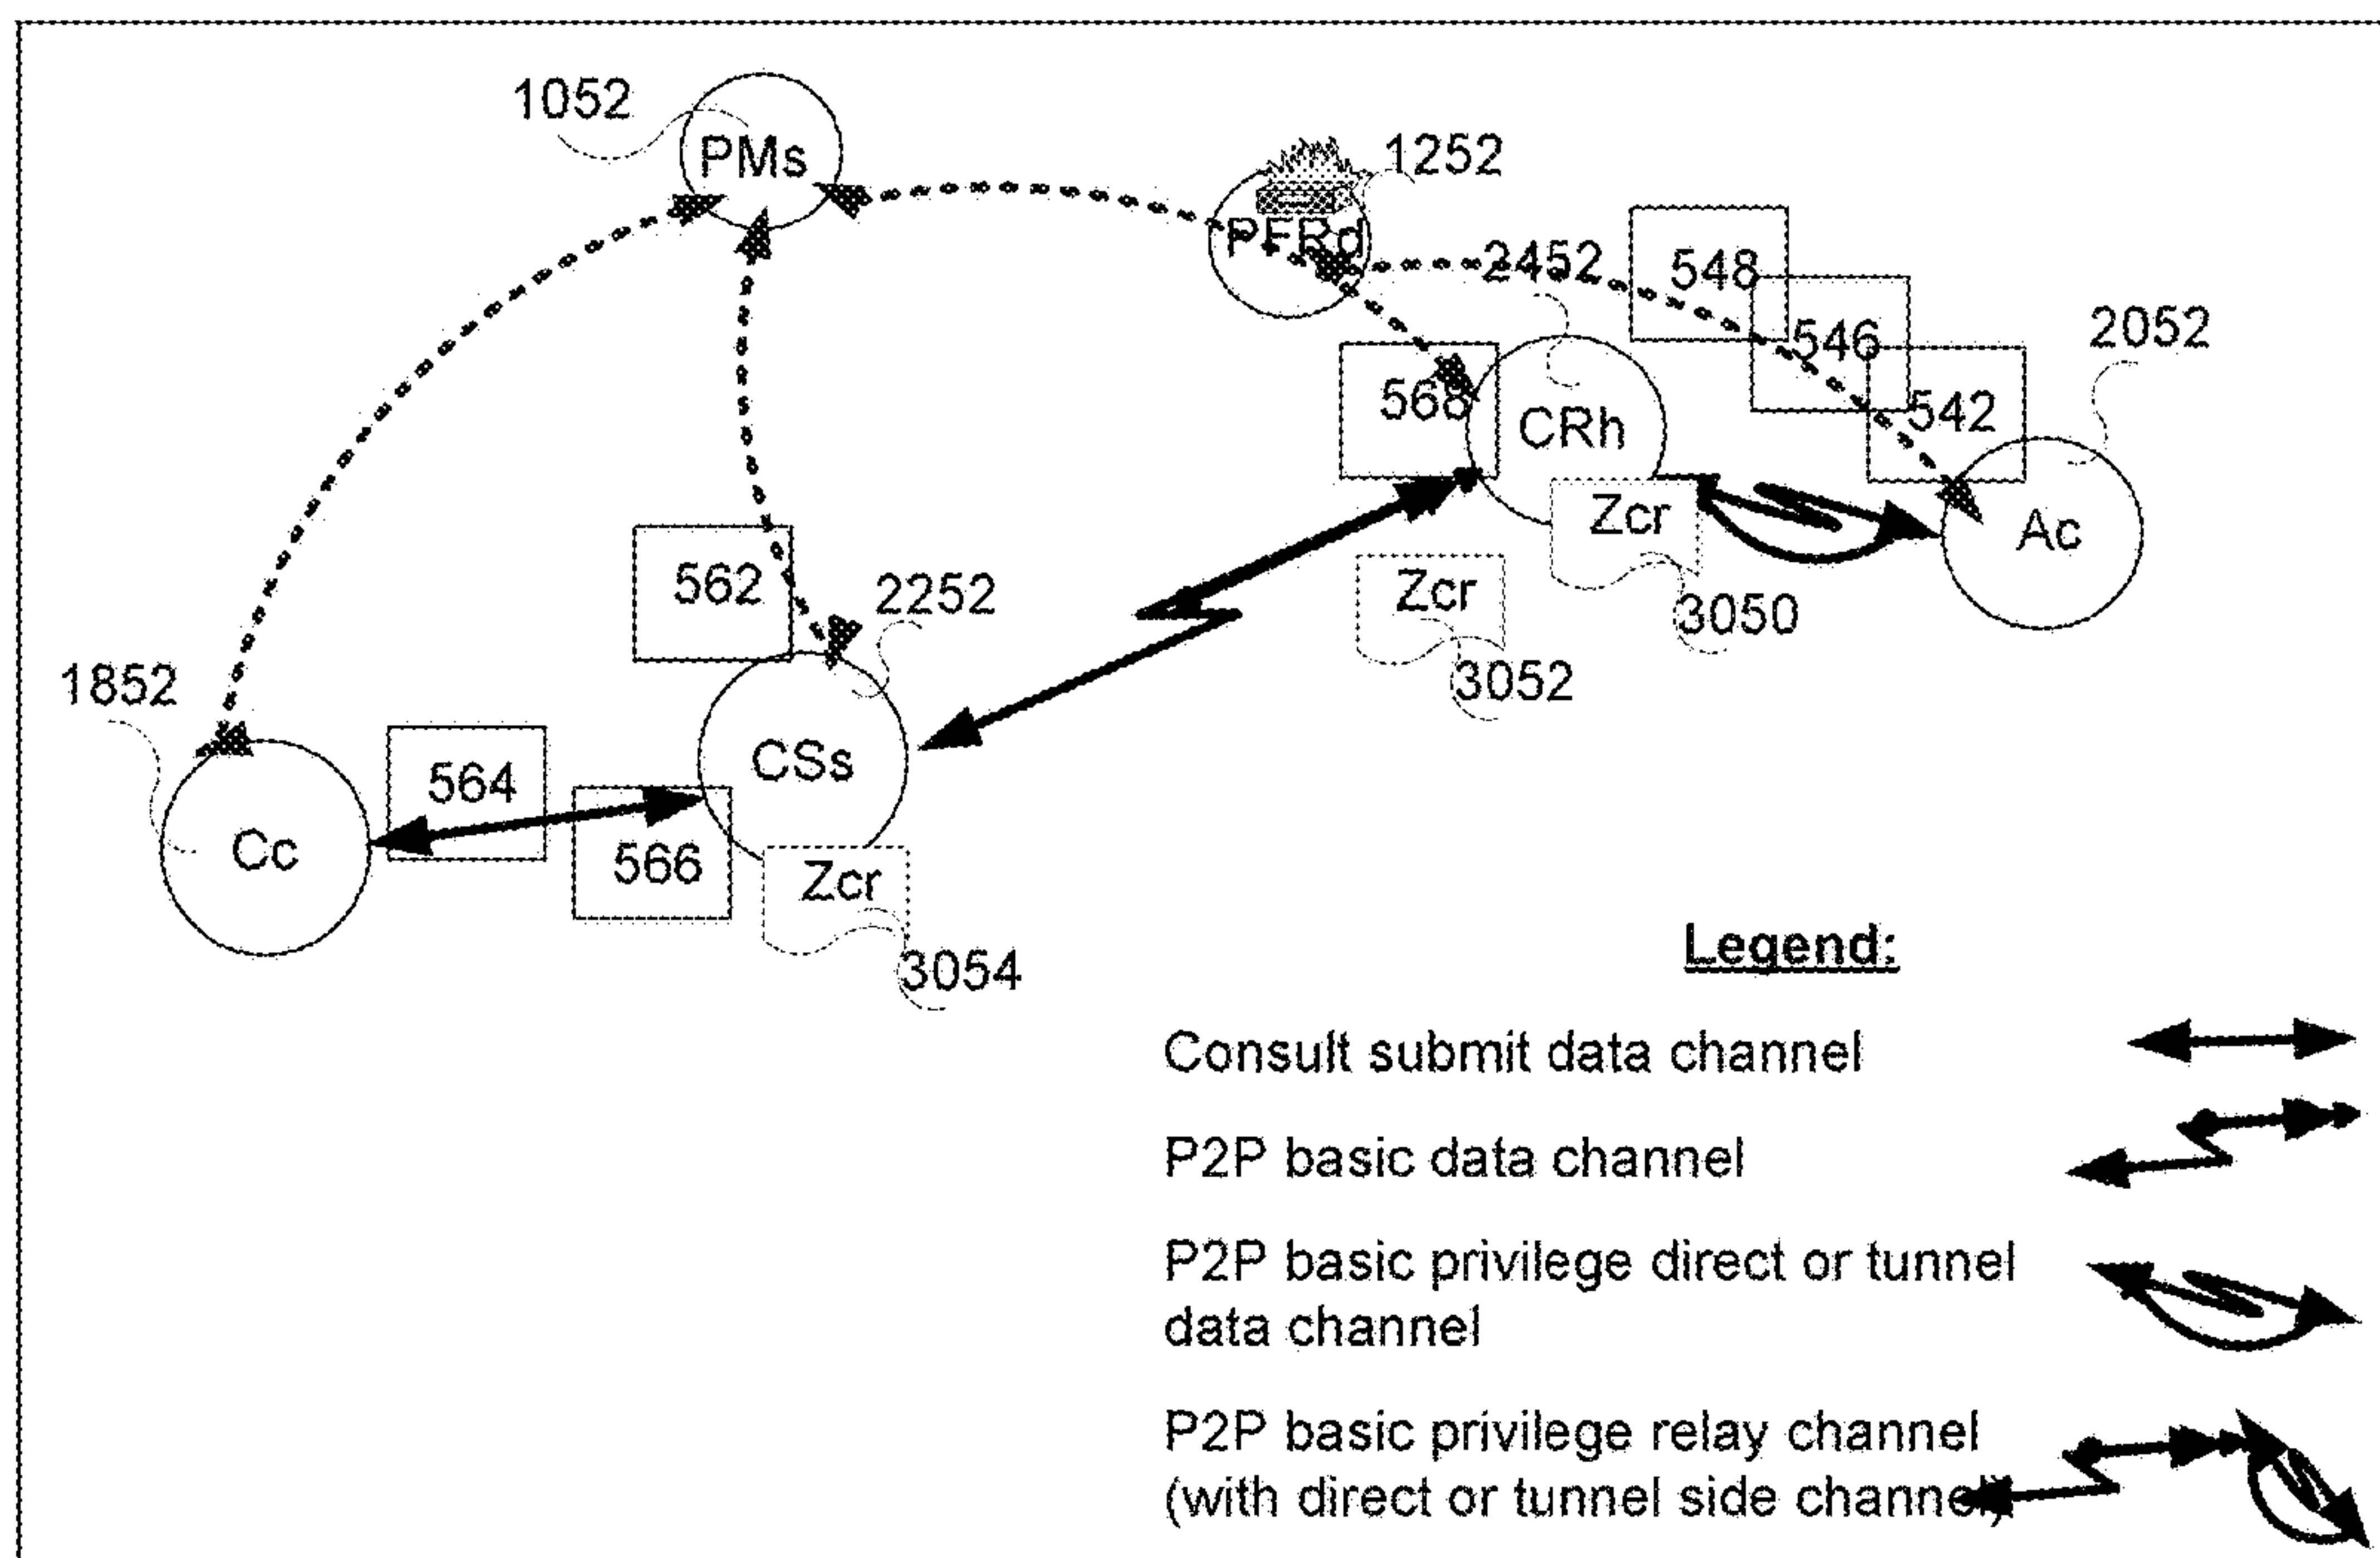 1052
PMs
1252
PFRd
2452
548
546
2052
568
542
CRh
Zcr
Ac
562
2252
Zcr
3050
1852
3052
564
CSs
Cc
566
Zcr
3054
Legend:
Consult submit data channel
P2P basic data channel
P2P basic privilege direct or tunnel
data channel
P2P basic privilege relay channel
(with direct or tunnel side channel)